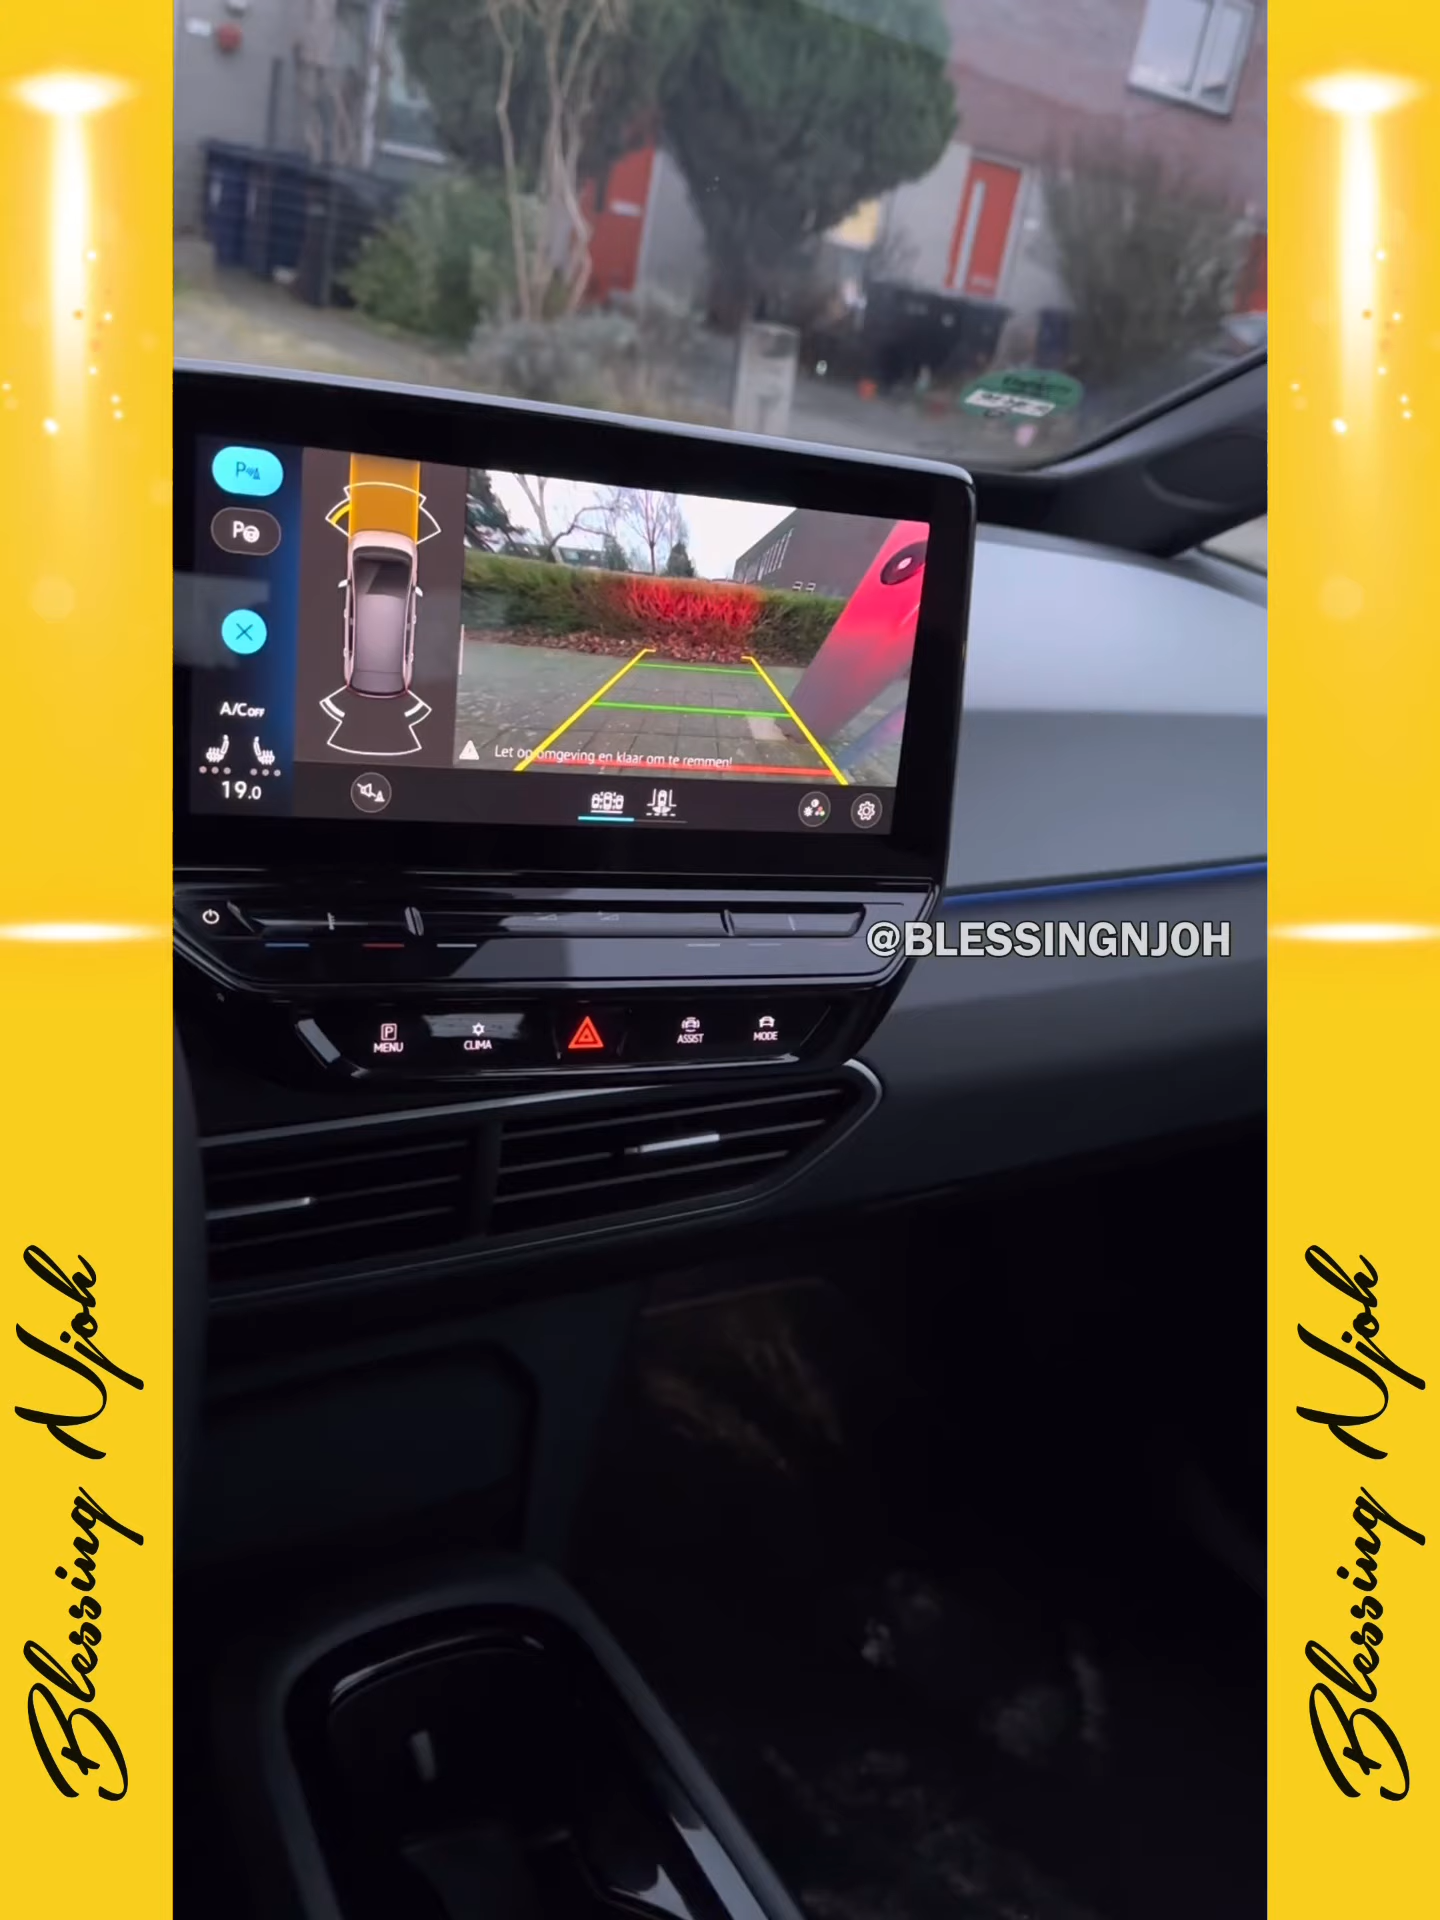 P
P
A/C OFF
19.0
Let op omgeving en klaar om te remmen!
@BLESSINGNJOH
P
MENU
CLIMA
ASSIST
MODE
Blessing Njoh
Blessing Njoh